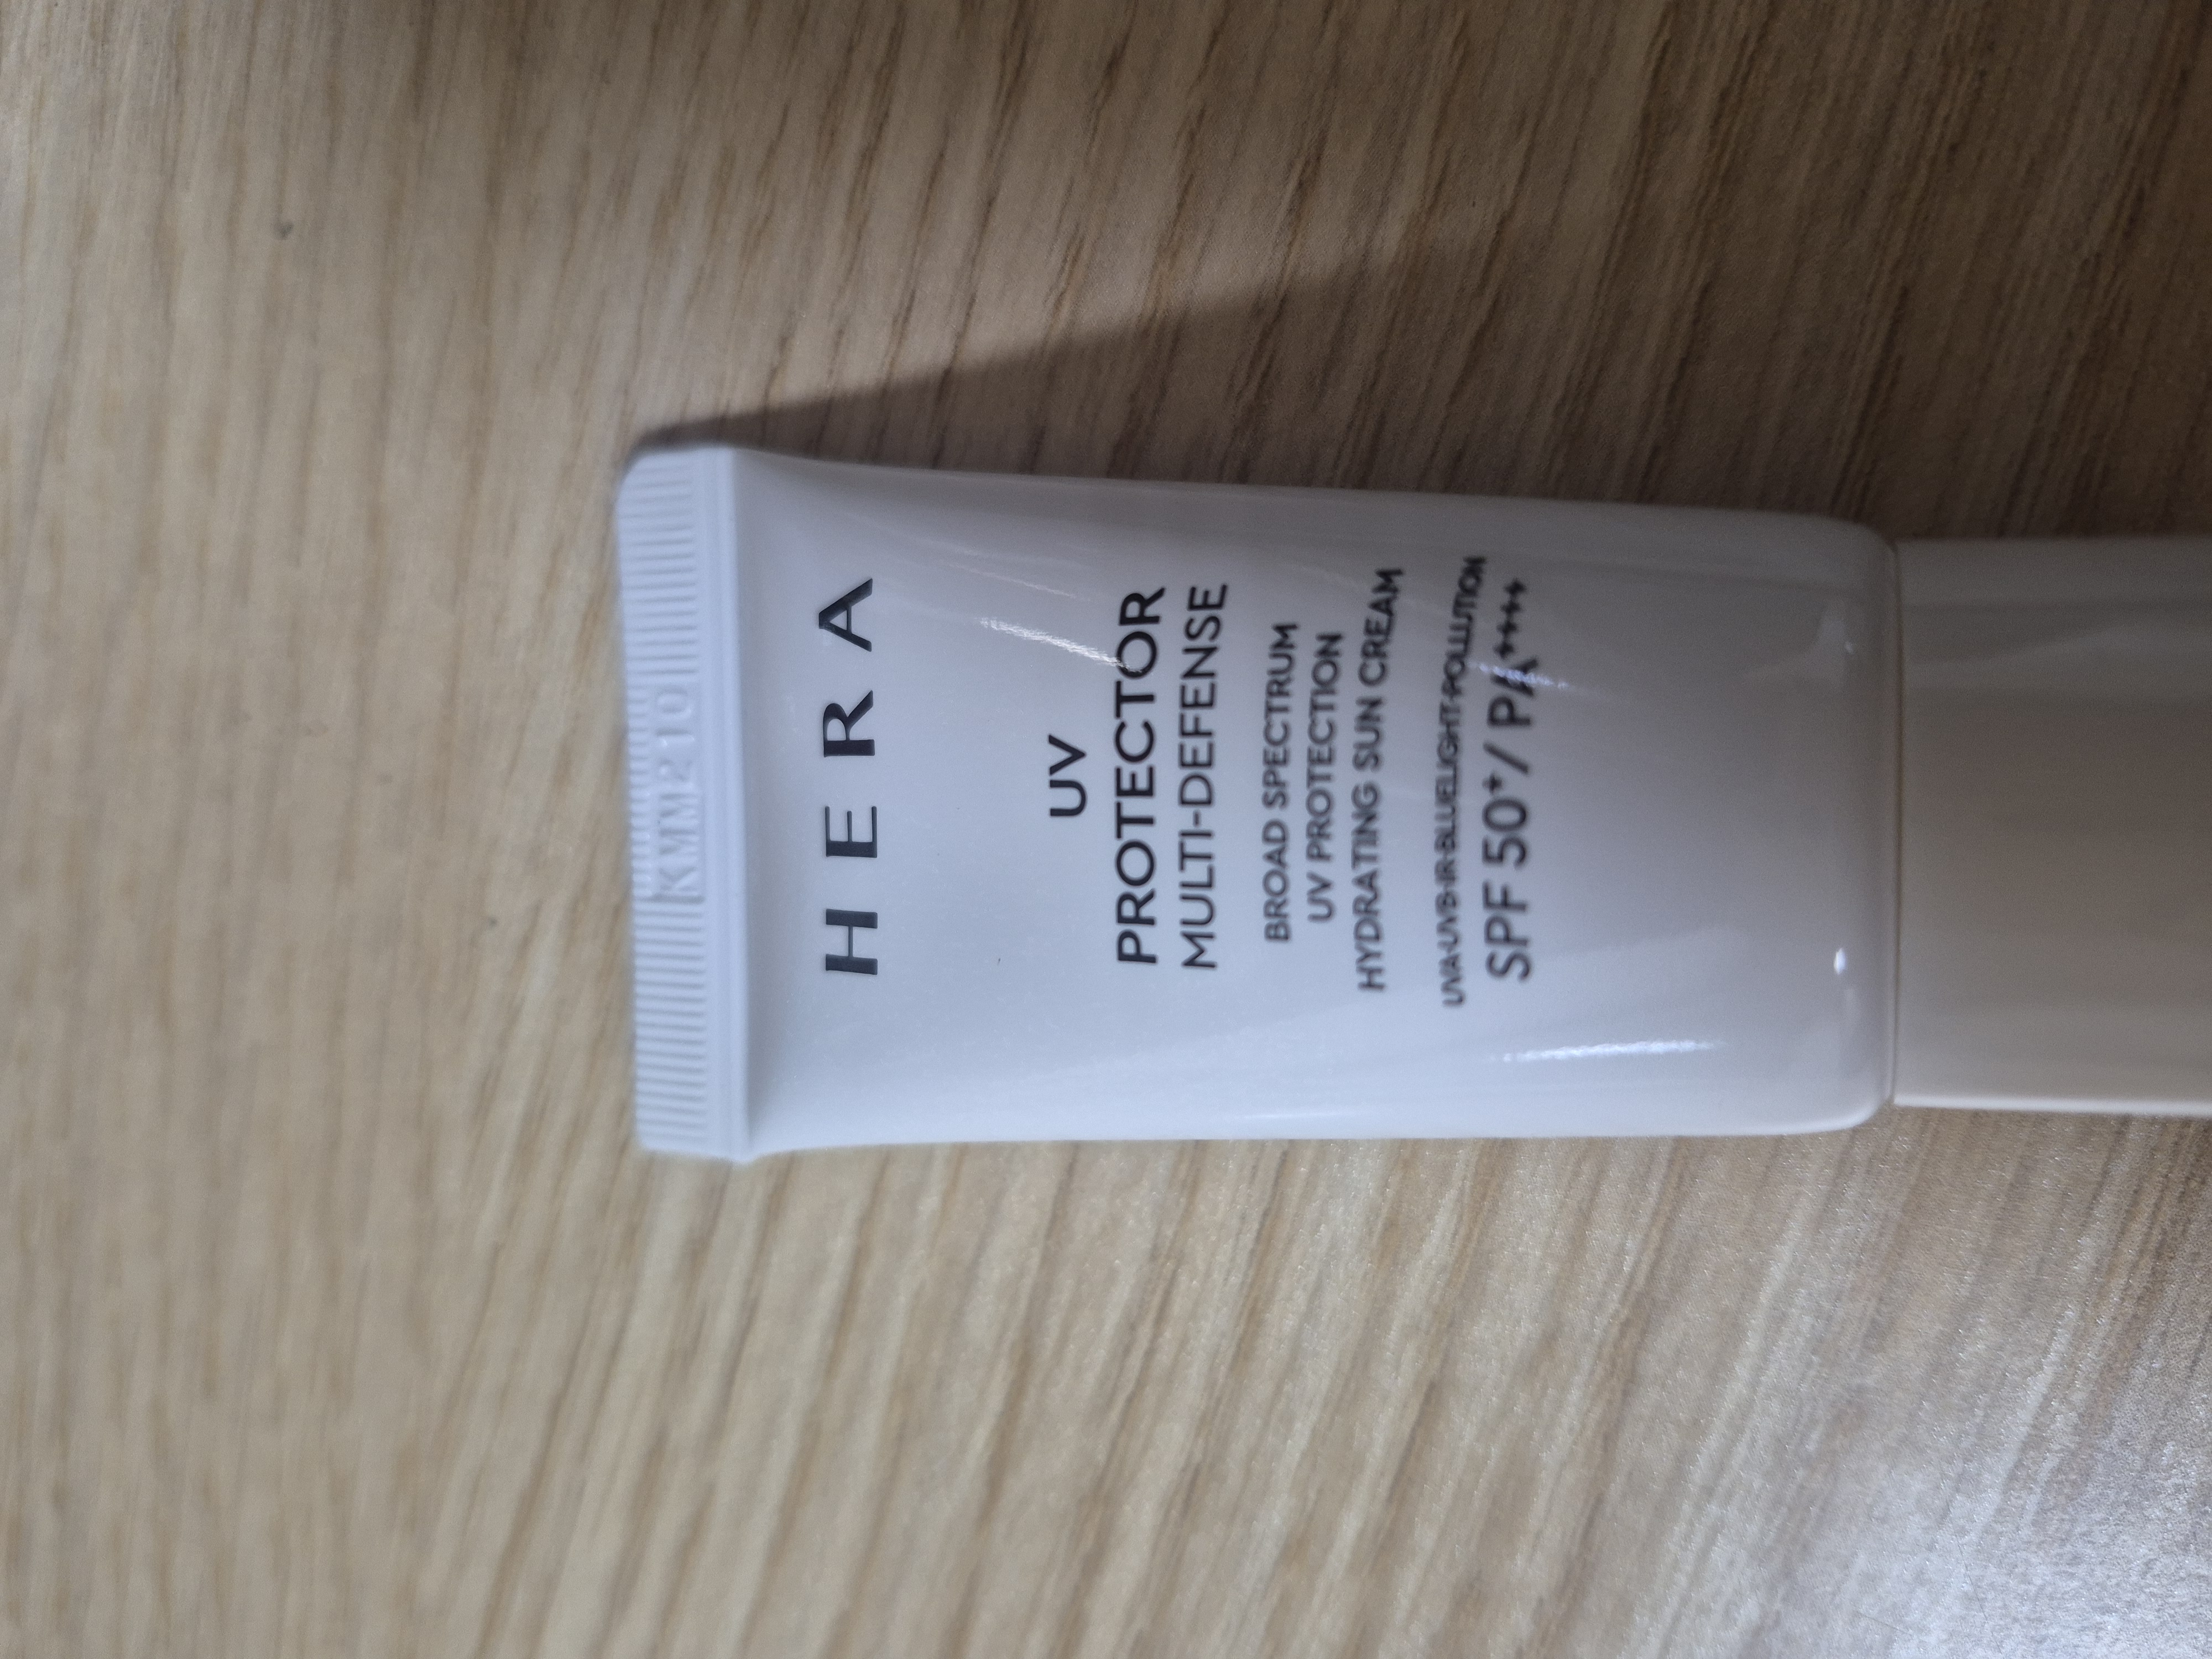 KMM210
HERA
UV
PROTECTOR
MULTI-DEFENSE
BROAD SPECTRUM
UV PROTECTION
HYDRATING SUN CREAM
UVA·UVB·IR·BLUELIGHT·POLLUTION
SPF 50+/ PA++++